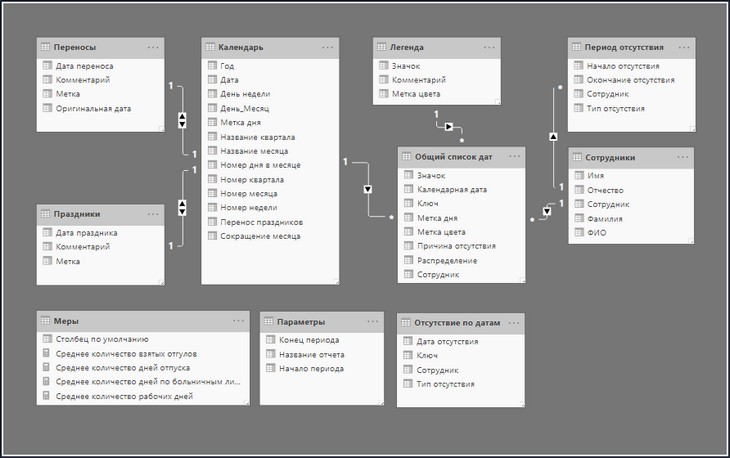 Переносы
Дата переноса
Комментарий
Метка
Оригинальная дата
Календарь
Год
Дата
День недели
День_Месяц
Метка дня
Название квартала
Название месяца
Номер дня в месяце
Номер квартала
Номер месяца
Номер недели
Перенос праздников
Сокращение месяца
Легенда
Значок
Комментарий
Метка цвета
Период отсутствия
Начало отсутствия
Окончание отсутствия
Сотрудник
Тип отсутствия
Праздники
Дата праздника
Комментарий
Метка
Общий список дат
Значок
Календарная дата
Ключ
Метка дня
Метка цвета
Причина отсутствия
Распределение
Сотрудник
Сотрудники
Имя
Отчество
Сотрудник
Фамилия
ФИО
1
1
1
1
1
*
1
*
*
1
1
*
Меры
Столбец по умолчанию
Среднее количество взятых отгулов
Среднее количество дней отпуска
Среднее количество дней по больничным ли...
Среднее количество рабочих дней
Параметры
Конец периода
Название отчета
Начало периода
Отсутствие по датам
Дата отсутствия
Ключ
Сотрудник
Тип отсутствия